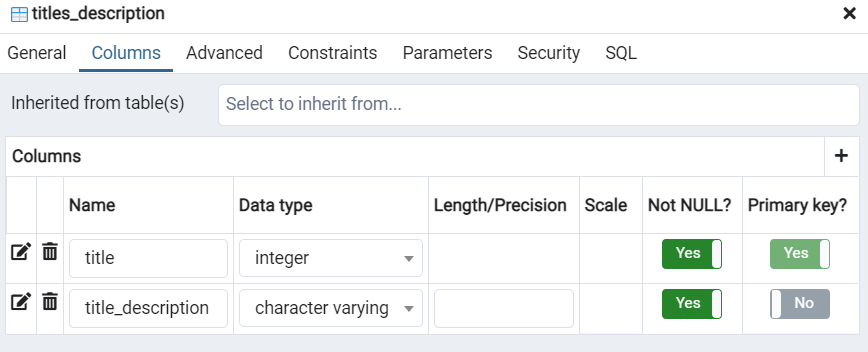 titles_description
General Columns Advanced Constraints Parameters Security SQL
Inherited from table(s) Select to inherit from...
Columns
Name Data type Length/Precision Scale Not NULL? Primary key?
title integer Yes Yes
title_description character varying Yes No